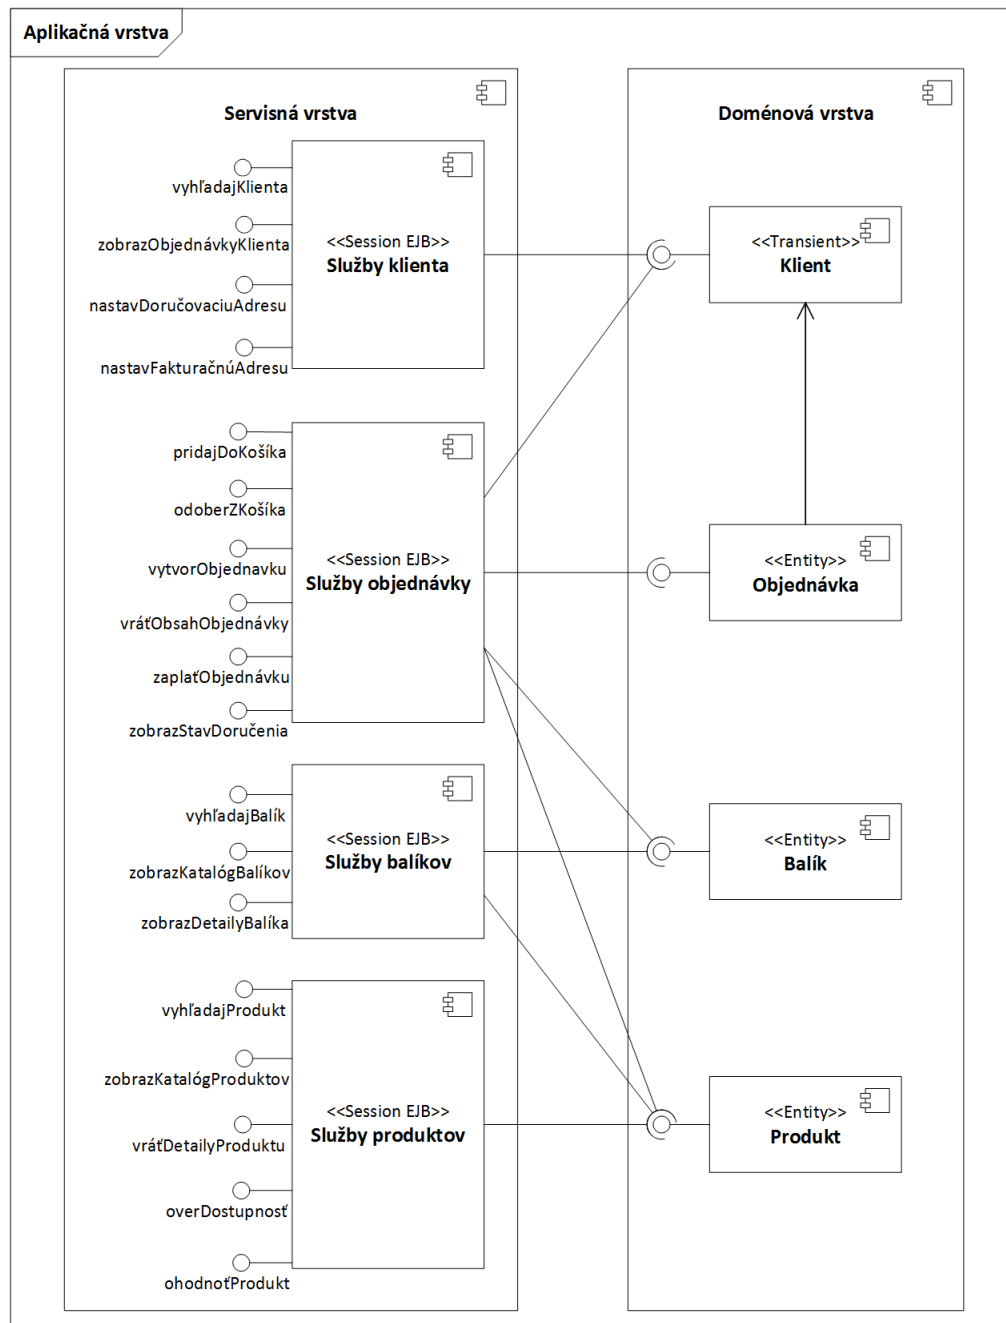 Aplikačná vrstva
Servisná vrstva
vyhľadajKlienta
zobrazObjednávkyKlienta
nastavDoručovaciuAdresu
nastavFakturačnúAdresu
<<Session EJB>>
Služby klienta
pridajDoKošíka
odoberZKošíka
vytvorObjednavku
vráťObsahObjednávky
zaplaťObjednávku
zobrazStavDoručenia
<<Session EJB>>
Služby objednávky
vyhľadajBalík
zobrazKatalógBalíkov
zobrazDetailyBalíka
<<Session EJB>>
Služby balíkov
vyhľadajProdukt
zobrazKatalógProduktov
vráťDetailyProduktu
overDostupnosť
ohodnoťProdukt
<<Session EJB>>
Služby produktov
Doménová vrstva
<<Transient>>
Klient
<<Entity>>
Objednávka
<<Entity>>
Balík
<<Entity>>
Produkt